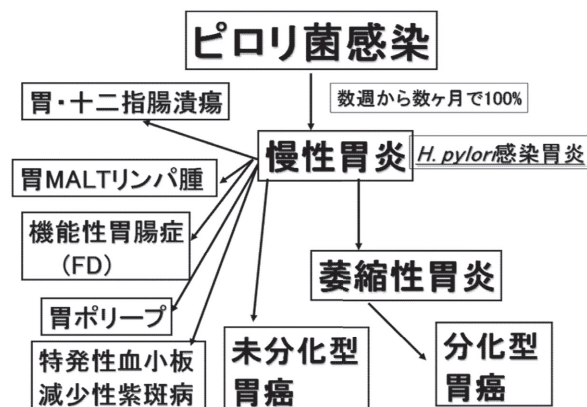 ピロリ菌感染
数週から数ヶ月で100%
胃・十二指腸潰瘍
慢性胃炎
H. pylori感染胃炎
胃MALTリンパ腫
機能性胃腸症
(FD)
萎縮性胃炎
胃ポリープ
特発性血小板
減少性紫斑病
未分化型
胃癌
分化型
胃癌